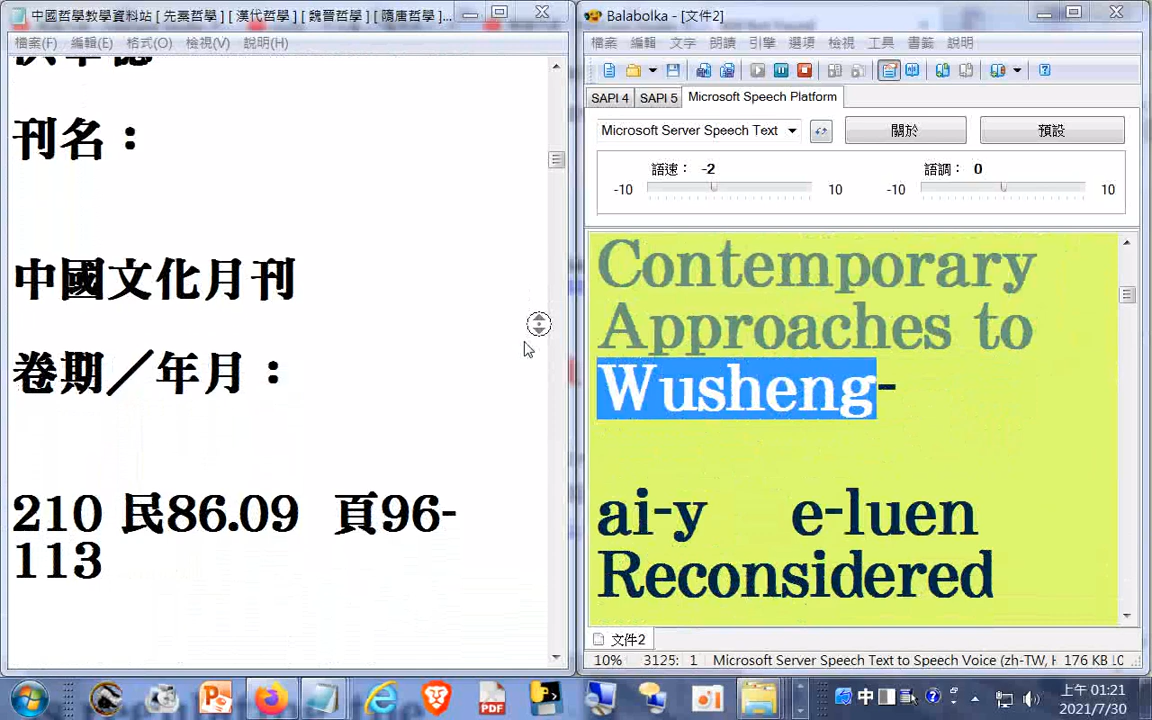 中國哲學教學資料站 [ 先秦哲學 ] [ 漢代哲學 ] [ 魏晉哲學 ] [ 隋唐哲學 ]...
檔案(F) 編輯(E) 格式(O) 檢視(V) 說明(H)
刊名：
中國文化月刊
卷期／年月：
210 民86.09 頁96-
113
Balabolka - [文件2]
檔案 編輯 文字 朗讀 引擎 選項 檢視 工具 書籤 說明
SAPI 4 SAPI 5 Microsoft Speech Platform
Microsoft Server Speech Text 關於 預設
語速： -2 語調： 0
-10 10 -10 10
Contemporary
Approaches to
Wusheng-
ai-y e-luen
Reconsidered
文件2
10% 3125: 1 Microsoft Server Speech Text to Speech Voice (zh-TW, 176 KB
PDF 中 上午 01:21
2021/7/30